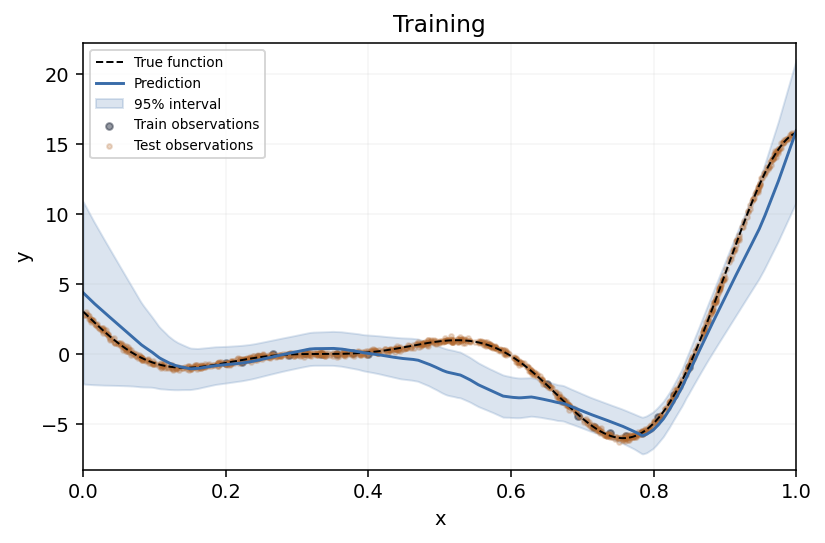 Training
True function
Prediction
95% interval
Train observations
Test observations
20
15
10
5
0
−5
y
0.0 0.2 0.4 0.6 0.8 1.0
x